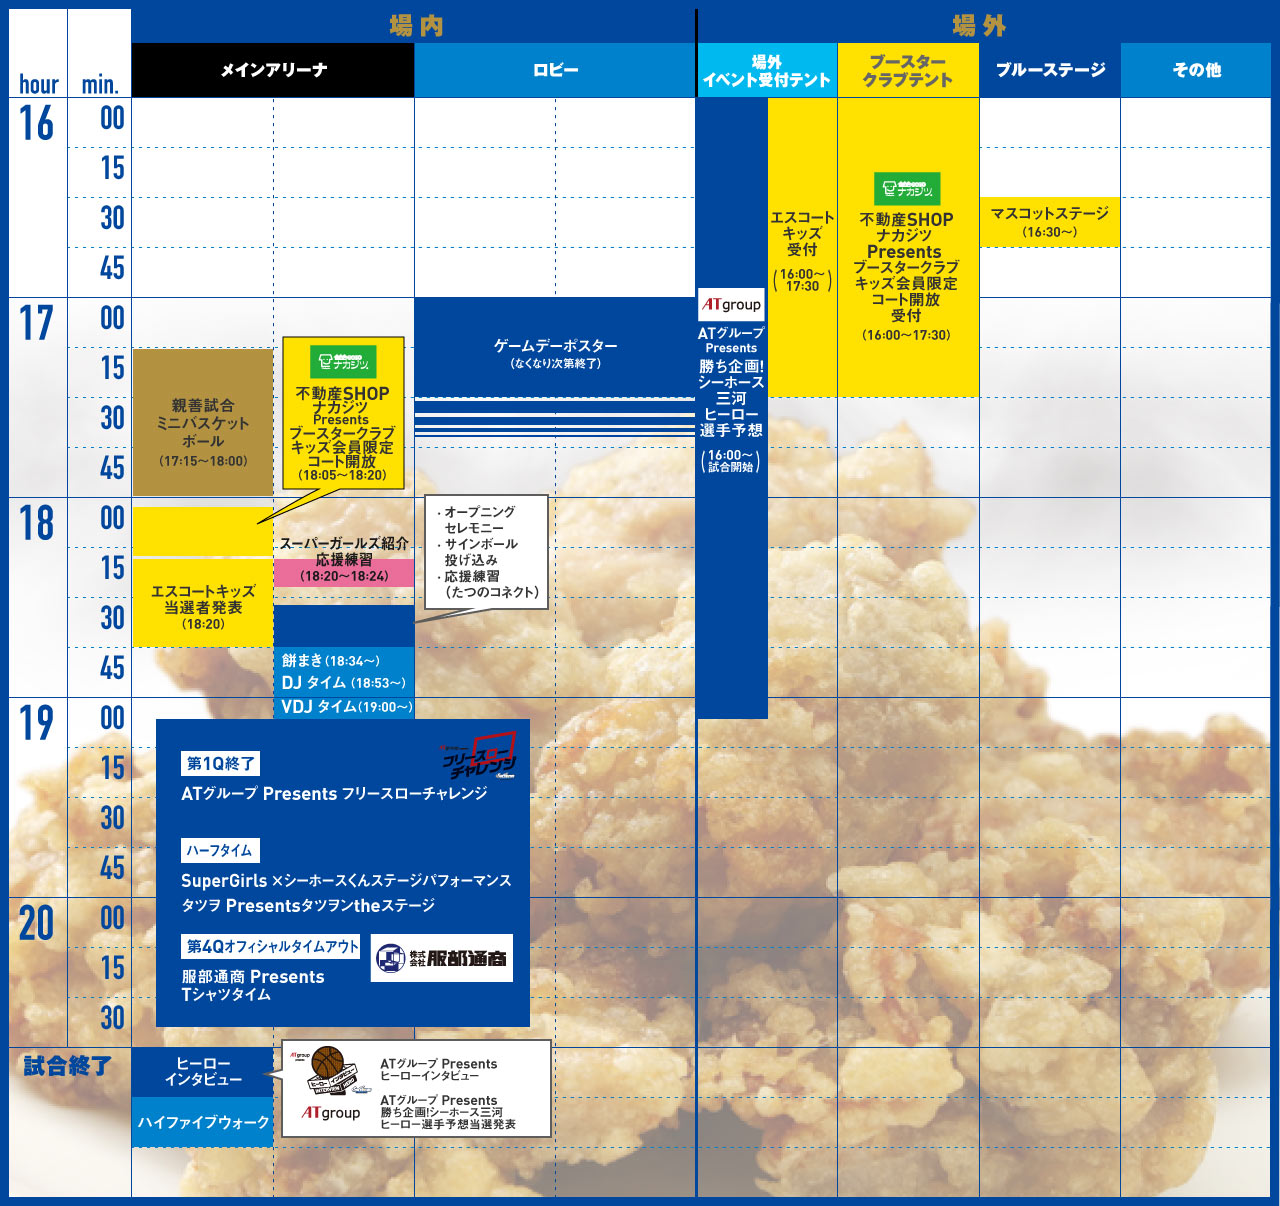 場内
場外
hour
min.
メインアリーナ
ロビー
場外
イベント受付テント
ブースター
クラブテント
ブルーステージ
その他
16
00
15
30
45
17
00
15
30
45
18
00
15
30
45
19
00
15
30
45
20
00
15
30
試合終了
親善試合
ミニバスケット
ボール
(17:15〜18:00)
ナカジツ
不動産SHOP
ナカジツ
Presents
ブースタークラブ
キッズ会員限定
コート開放
(18:05〜18:20)
エスコートキッズ
当選者発表
(18:20)
スーパーガールズ紹介
応援練習
(18:20〜18:24)
・オープニング
セレモニー
・サインボール
投げ込み
・応援練習
(たつのコネクト)
餅まき(18:34〜)
DJ タイム (18:53〜)
VDJ タイム(19:00〜)
ゲームデーポスター
(なくなり次第終了)
ATgroup
ATグループ
Presents
勝ち企画!
シーホース
三河
ヒーロー
選手予想
(16:00〜
試合開始)
エスコート
キッズ
受付
(16:00〜
17:30)
ナカジツ
不動産SHOP
ナカジツ
Presents
ブースタークラブ
キッズ会員限定
コート開放
受付
(16:00〜17:30)
マスコットステージ
(16:30〜)
第1Q終了
フリースロー
チャレンジ
ATグループ Presents フリースローチャレンジ
ハーフタイム
SuperGirls ×シーホースくんステージパフォーマンス
タツヲ Presentsタツヲンtheステージ
第4Qオフィシャルタイムアウト
株式会社 服部通商
服部通商 Presents
Tシャツタイム
ヒーロー
インタビュー
ハイファイブウォーク
ATgroup
ヒーローインタビュー
ATgroup
ATグループ Presents
ヒーローインタビュー
ATグループ Presents
勝ち企画!シーホース三河
ヒーロー選手予想当選発表